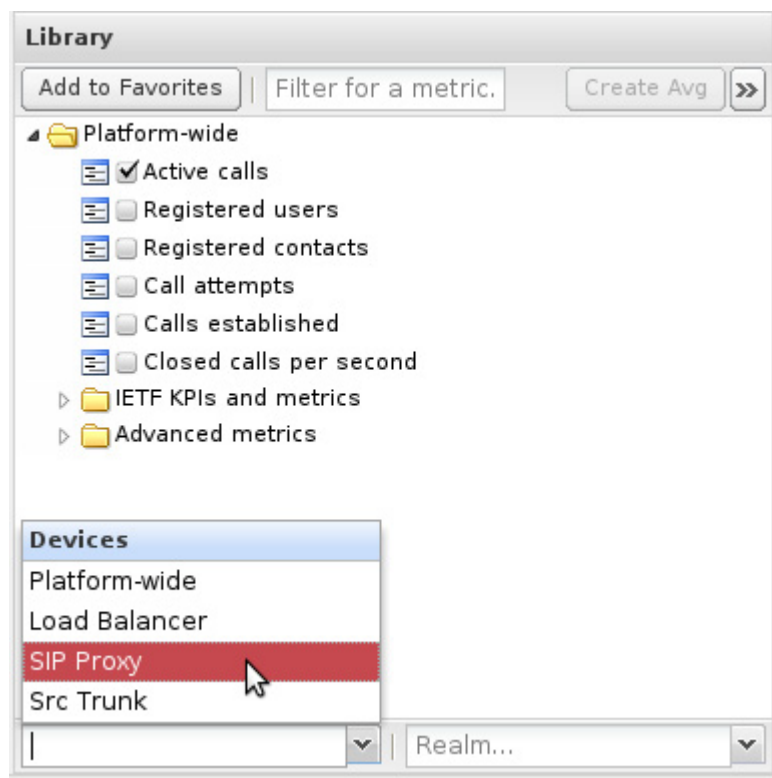 Library
Add to Favorites | Filter for a metric. Create Avg »
Platform-wide
Active calls
Registered users
Registered contacts
Call attempts
Calls established
Closed calls per second
IETF KPIs and metrics
Advanced metrics
Devices
Platform-wide
Load Balancer
SIP Proxy
Src Trunk
Realm...